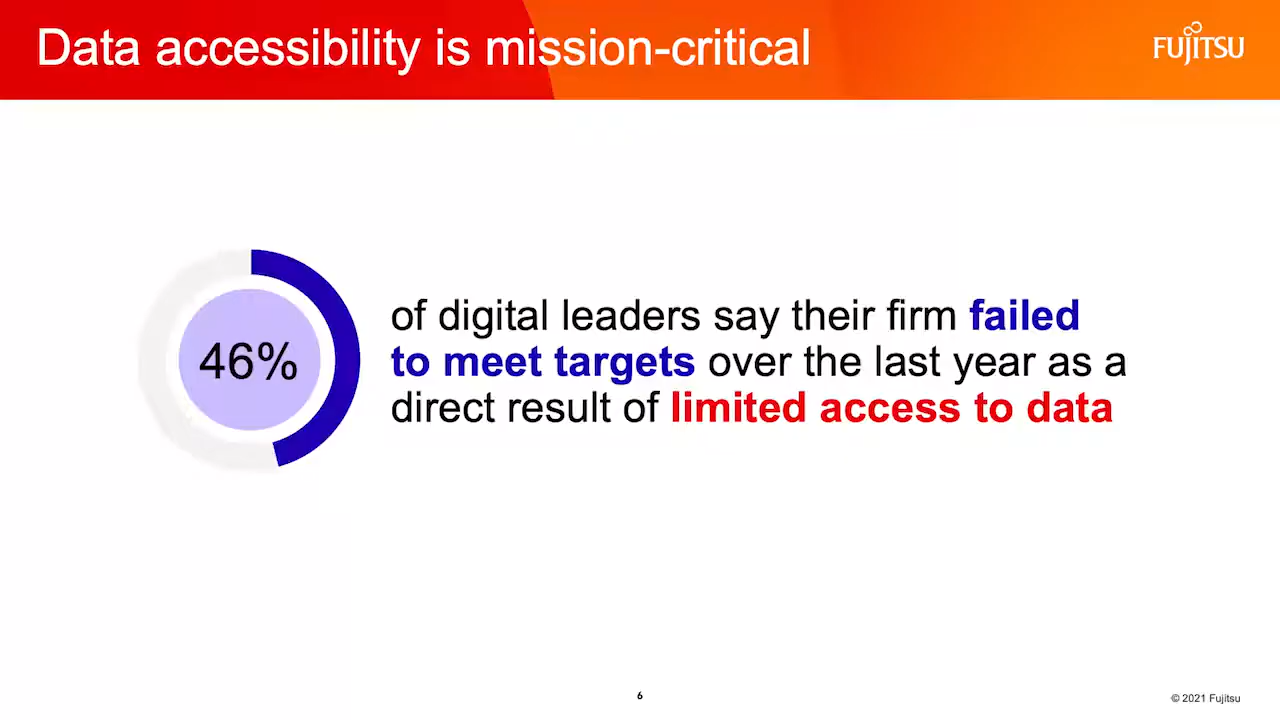 Data accessibility is mission-critical
FUJITSU
46%
of digital leaders say their firm failed
to meet targets over the last year as a
direct result of limited access to data
6
© 2021 Fujitsu